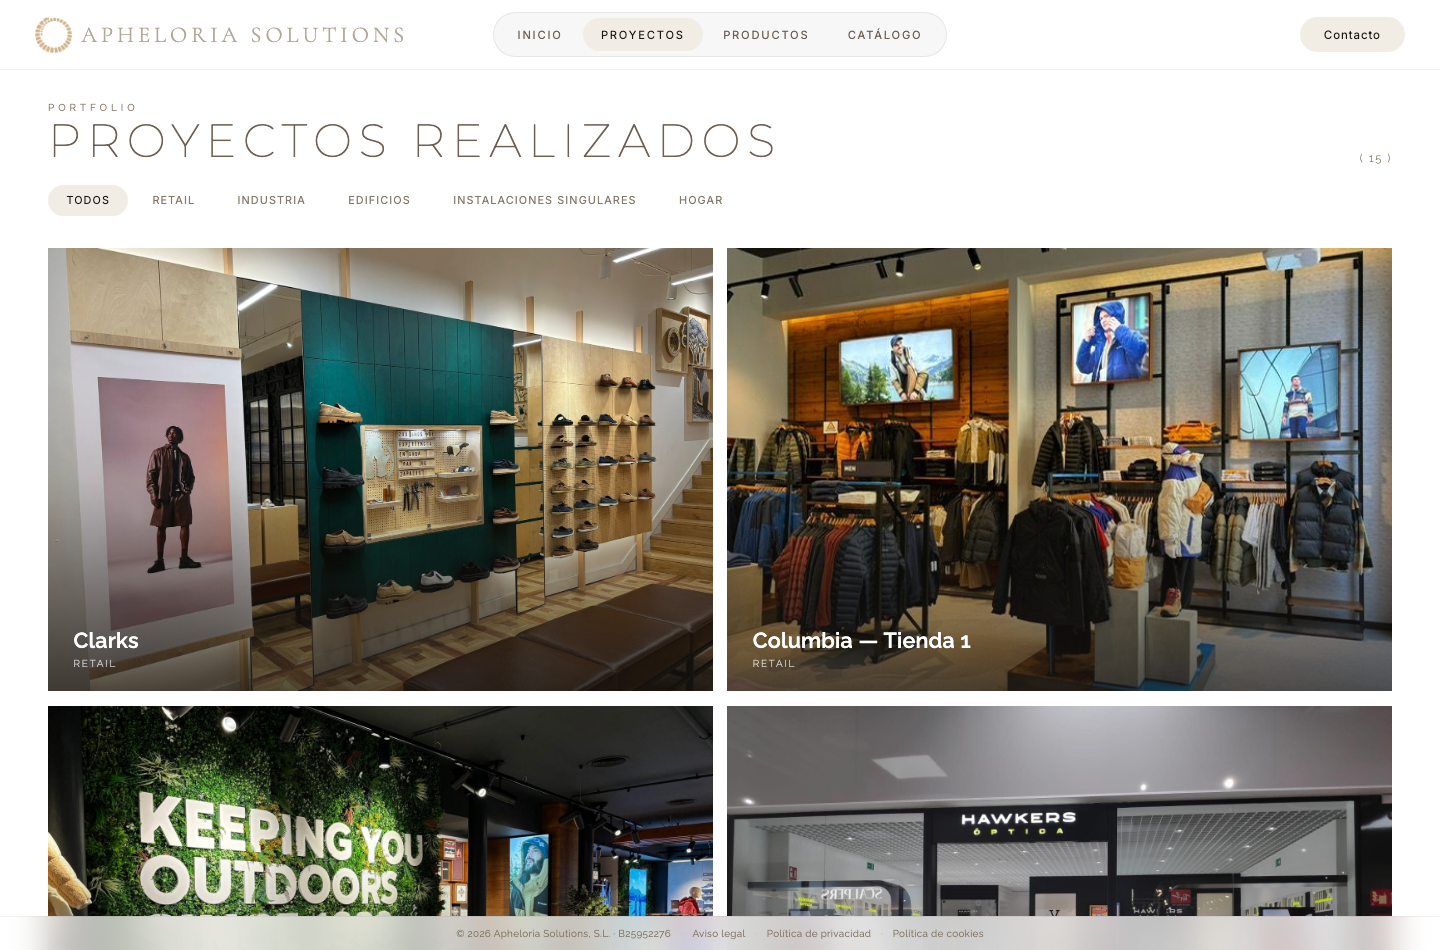 APHELORIA SOLUTIONS
INICIO PROYECTOS PRODUCTOS CATÁLOGO
Contacto
PORTFOLIO
PROYECTOS REALIZADOS
( 15 )
TODOS RETAIL INDUSTRIA EDIFICIOS INSTALACIONES SINGULARES HOGAR
MEN
Clarks
RETAIL
Columbia — Tienda 1
RETAIL
KEEPING YOU
OUTDOORS
HAWKERS
ÓPTICA
SCALPERS
© 2026 Apheloria Solutions, S.L. · B25952276 Aviso legal Política de privacidad Política de cookies